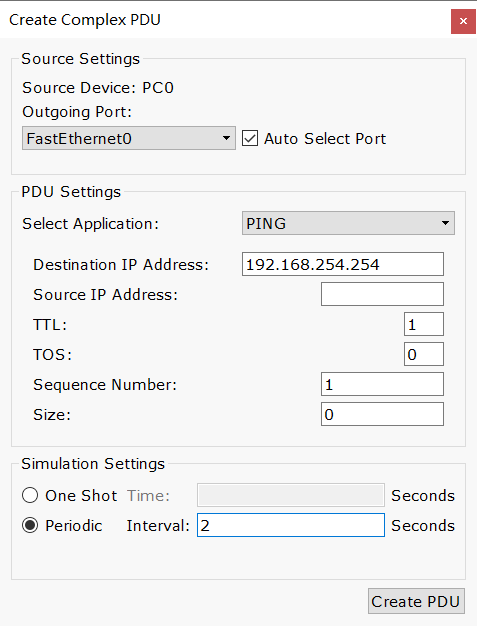 Create Complex PDU
Source Settings
Source Device: PC0
Outgoing Port:
FastEthernet0 Auto Select Port
PDU Settings
Select Application: PING
Destination IP Address: 192.168.254.254
Source IP Address:
TTL: 1
TOS: 0
Sequence Number: 1
Size: 0
Simulation Settings
One Shot Time: Seconds
Periodic Interval: 2 Seconds
Create PDU